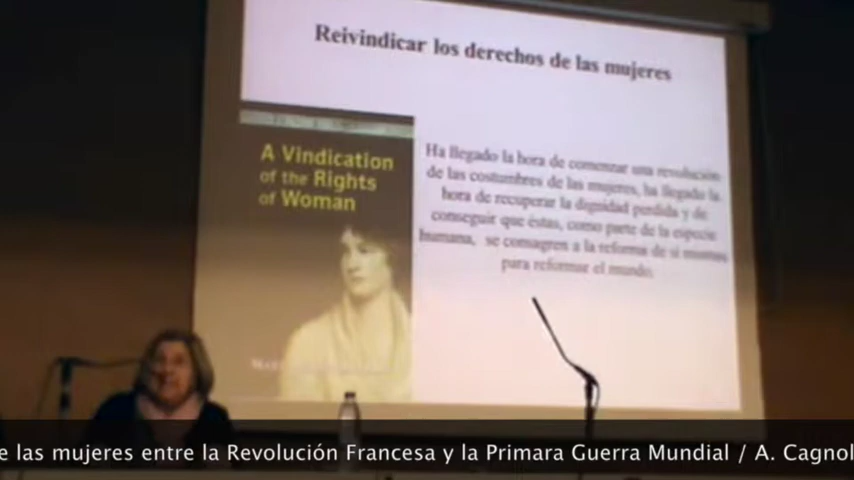 Reivindicar los derechos de las mujeres
A Vindication
of the Rights
of Woman
Ha llegado la hora de comenzar una revolución
de las costumbres de las mujeres, ha llegado la
hora de recuperar la dignidad perdida y de
conseguir que éstas, como parte de la especie
humana, se consagren a la reforma de sí mismas
para reformar el mundo.
e las mujeres entre la Revolución Francesa y la Primara Guerra Mundial / A. Cagnol